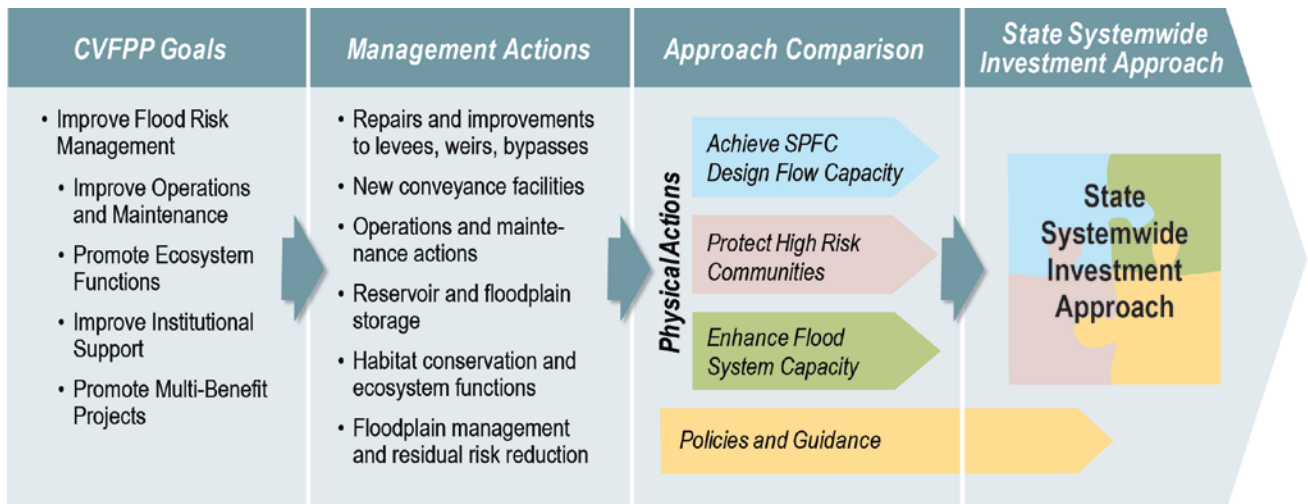 CVFPP Goals
• Improve Flood Risk
Management
• Improve Operations
and Maintenance
• Promote Ecosystem
Functions
• Improve Institutional
Support
• Promote Multi-Benefit
Projects
Management Actions
• Repairs and improvements
to levees, weirs, bypasses
• New conveyance facilities
• Operations and mainte-
nance actions
• Reservoir and floodplain
storage
• Habitat conservation and
ecosystem functions
• Floodplain management
and residual risk reduction
Approach Comparison
Physical Actions
Achieve SPFC
Design Flow Capacity
Protect High Risk
Communities
Enhance Flood
System Capacity
Policies and Guidance
State Systemwide
Investment Approach
State
Systemwide
Investment
Approach